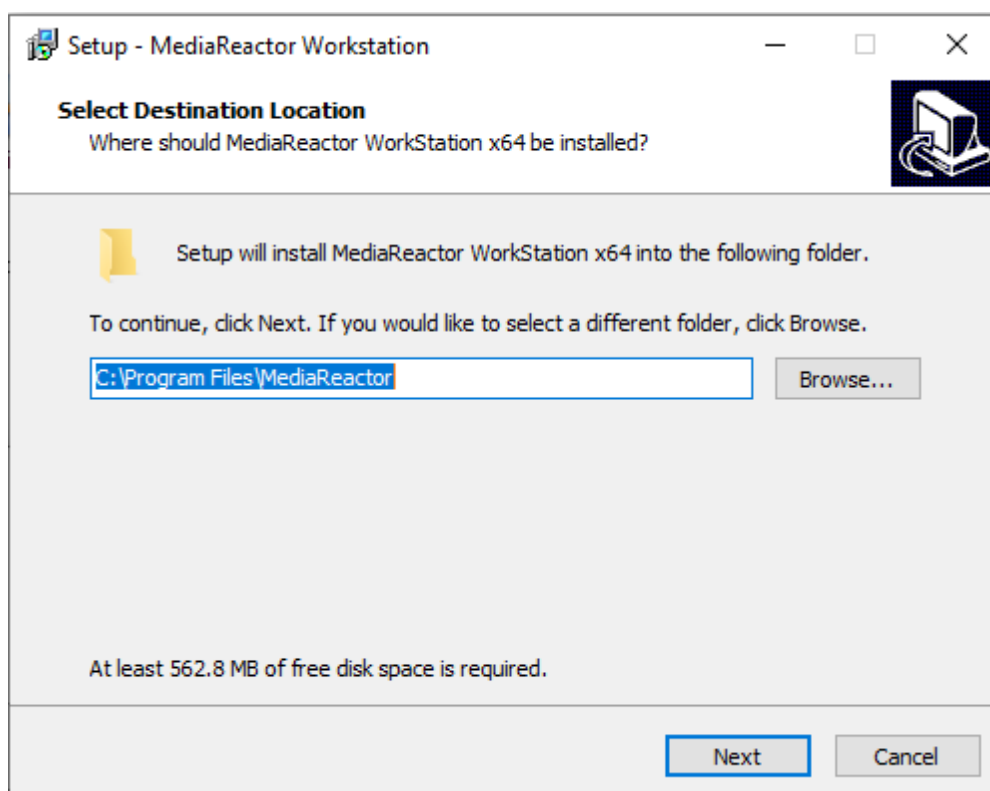 Setup - MediaReactor Workstation
Select Destination Location
Where should MediaReactor WorkStation x64 be installed?
Setup will install MediaReactor WorkStation x64 into the following folder.
To continue, click Next. If you would like to select a different folder, click Browse.
C:\Program Files\MediaReactor
Browse...
At least 562.8 MB of free disk space is required.
Next
Cancel